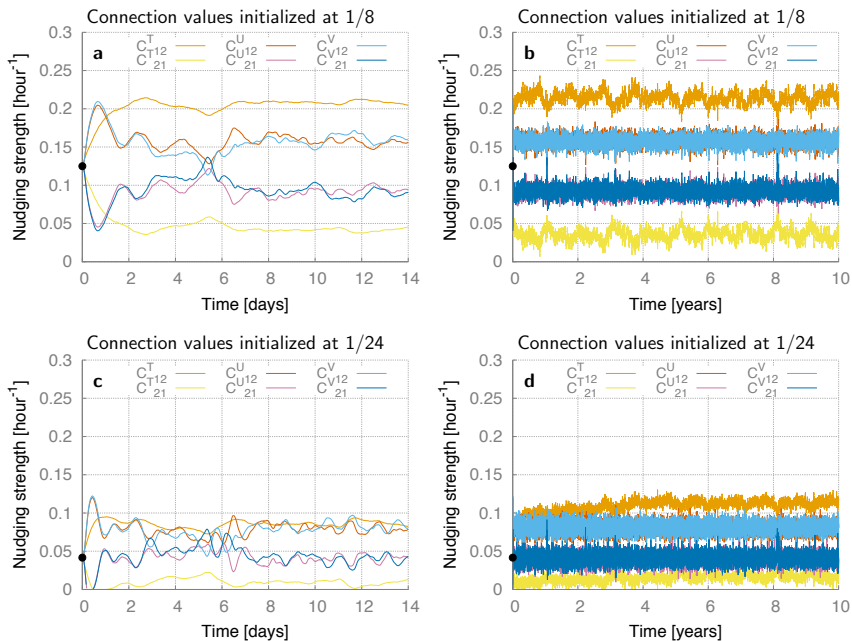 Connection values initialized at 1/8
a
C^T_12
C^U_12
C^V_12
C^T_21
C^U_21
C^V_21
Nudging strength [hour^-1]
0.3
0.25
0.2
0.15
0.1
0.05
0
0 2 4 6 8 10 12 14
Time [days]
Connection values initialized at 1/8
b
C^T_12
C^U_12
C^V_12
C^T_21
C^U_21
C^V_21
Nudging strength [hour^-1]
0.3
0.25
0.2
0.15
0.1
0.05
0
0 2 4 6 8 10
Time [years]
Connection values initialized at 1/24
c
C^T_12
C^U_12
C^V_12
C^T_21
C^U_21
C^V_21
Nudging strength [hour^-1]
0.3
0.25
0.2
0.15
0.1
0.05
0
0 2 4 6 8 10 12 14
Time [days]
Connection values initialized at 1/24
d
C^T_12
C^U_12
C^V_12
C^T_21
C^U_21
C^V_21
Nudging strength [hour^-1]
0.3
0.25
0.2
0.15
0.1
0.05
0
0 2 4 6 8 10
Time [years]